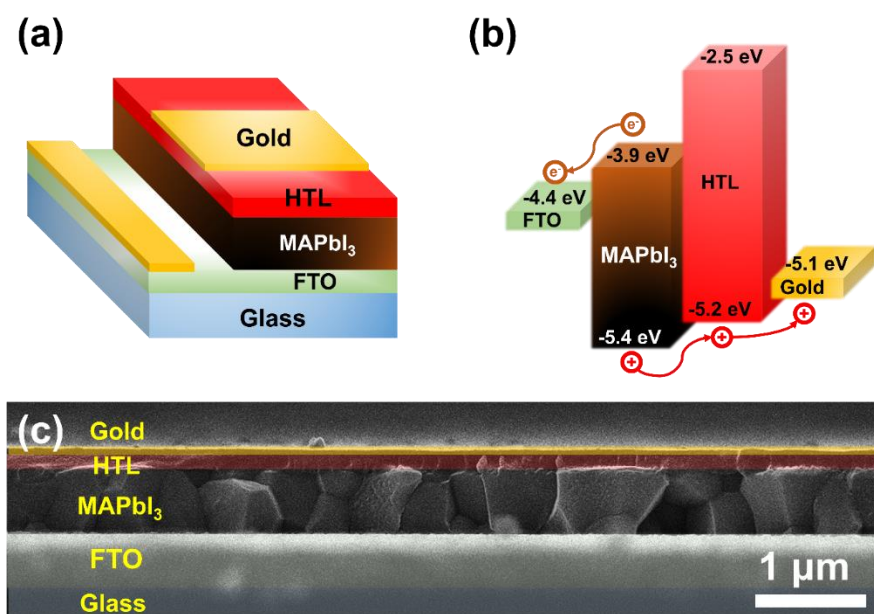 (a)
Gold
HTL
MAPbI₃
FTO
Glass
(b)
-2.5 eV
e⁻
e⁻
-3.9 eV
HTL
-4.4 eV
FTO
MAPbI₃
-5.1 eV
Gold
-5.2 eV
-5.4 eV
+
+
+
(c)
Gold
HTL
MAPbI₃
FTO
Glass
1 µm